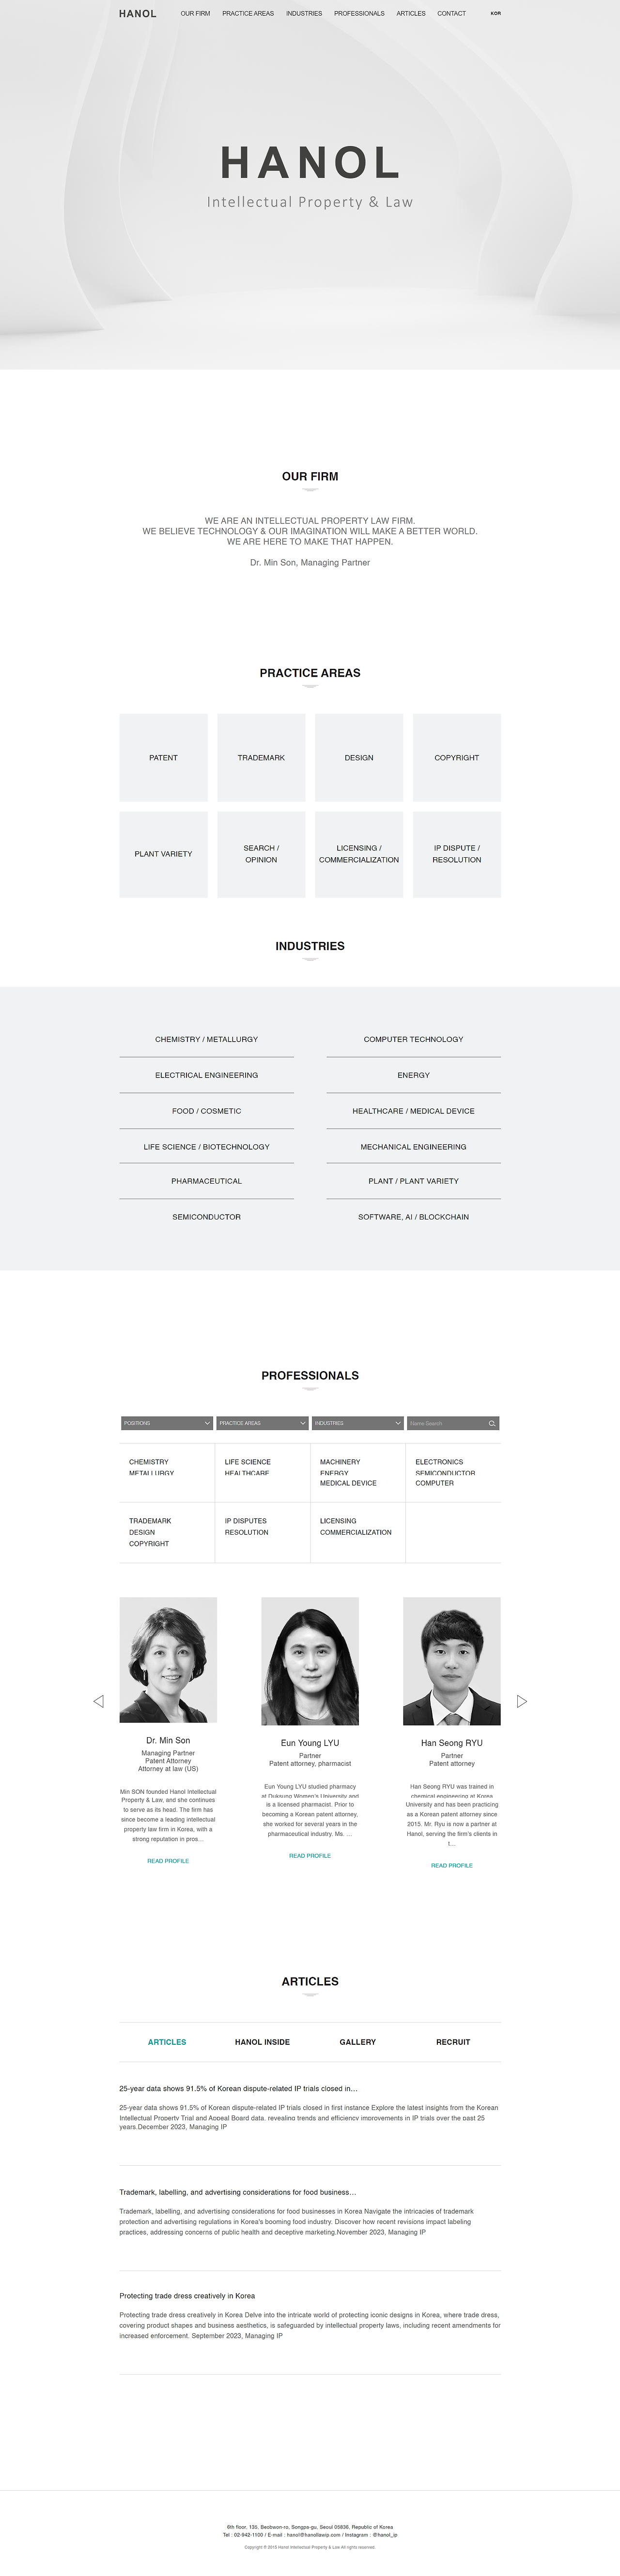 HANOL
OUR FIRM PRACTICE AREAS INDUSTRIES PROFESSIONALS ARTICLES CONTACT KOR
HANOL
Intellectual Property & Law
OUR FIRM
WE ARE AN INTELLECTUAL PROPERTY LAW FIRM.
WE BELIEVE TECHNOLOGY & OUR IMAGINATION WILL MAKE A BETTER WORLD.
WE ARE HERE TO MAKE THAT HAPPEN.
Dr. Min Son, Managing Partner
PRACTICE AREAS
PATENT
TRADEMARK
DESIGN
COPYRIGHT
PLANT VARIETY
SEARCH /
OPINION
LICENSING /
COMMERCIALIZATION
IP DISPUTE /
RESOLUTION
INDUSTRIES
CHEMISTRY / METALLURGY
COMPUTER TECHNOLOGY
ELECTRICAL ENGINEERING
ENERGY
FOOD / COSMETIC
HEALTHCARE / MEDICAL DEVICE
LIFE SCIENCE / BIOTECHNOLOGY
MECHANICAL ENGINEERING
PHARMACEUTICAL
PLANT / PLANT VARIETY
SEMICONDUCTOR
SOFTWARE, AI / BLOCKCHAIN
PROFESSIONALS
POSITIONS
PRACTICE AREAS
INDUSTRIES
Name Search
CHEMISTRY
METALLURGY
LIFE SCIENCE
HEALTHCARE
MACHINERY
ENERGY
MEDICAL DEVICE
ELECTRONICS
SEMICONDUCTOR
COMPUTER
TRADEMARK
DESIGN
COPYRIGHT
IP DISPUTES
RESOLUTION
LICENSING
COMMERCIALIZATION
Dr. Min Son
Managing Partner
Patent Attorney
Attorney at law (US)
Min SON founded Hanol Intellectual
Property & Law, and she continues
to serve as its head. The firm has
since become a leading intellectual
property law firm in Korea, with a
strong reputation in pros…
READ PROFILE
Eun Young LYU
Partner
Patent attorney, pharmacist
Eun Young LYU studied pharmacy
at Duksung Women's University and
is a licensed pharmacist. Prior to
becoming a Korean patent attorney,
she worked for several years in the
pharmaceutical industry. Ms. …
READ PROFILE
Han Seong RYU
Partner
Patent attorney
Han Seong RYU was trained in
chemical engineering at Korea
University and has been practicing
as a Korean patent attorney since
2015. Mr. Ryu is now a partner at
Hanol, serving the firm's clients in
t…
READ PROFILE
ARTICLES
ARTICLES HANOL INSIDE GALLERY RECRUIT
25-year data shows 91.5% of Korean dispute-related IP trials closed in…
25-year data shows 91.5% of Korean dispute-related IP trials closed in first instance Explore the latest insights from the Korean
Intellectual Property Trial and Appeal Board data, revealing trends and efficiency improvements in IP trials over the past 25
years.December 2023, Managing IP
Trademark, labelling, and advertising considerations for food business…
Trademark, labelling, and advertising considerations for food businesses in Korea Navigate the intricacies of trademark
protection and advertising regulations in Korea's booming food industry. Discover how recent revisions impact labeling
practices, addressing concerns of public health and deceptive marketing.November 2023, Managing IP
Protecting trade dress creatively in Korea
Protecting trade dress creatively in Korea Delve into the intricate world of protecting iconic designs in Korea, where trade dress,
covering product shapes and business aesthetics, is safeguarded by intellectual property laws, including recent amendments for
increased enforcement. September 2023, Managing IP
6th floor, 135, Beobwon-ro, Songpa-gu, Seoul 05836, Republic of Korea
Tel : 02-942-1100 / E-mail : hanol@hanollawip.com / Instagram : @hanol_ip
Copyright © 2015 Hanol Intellectual Property & Law All rights reserved.